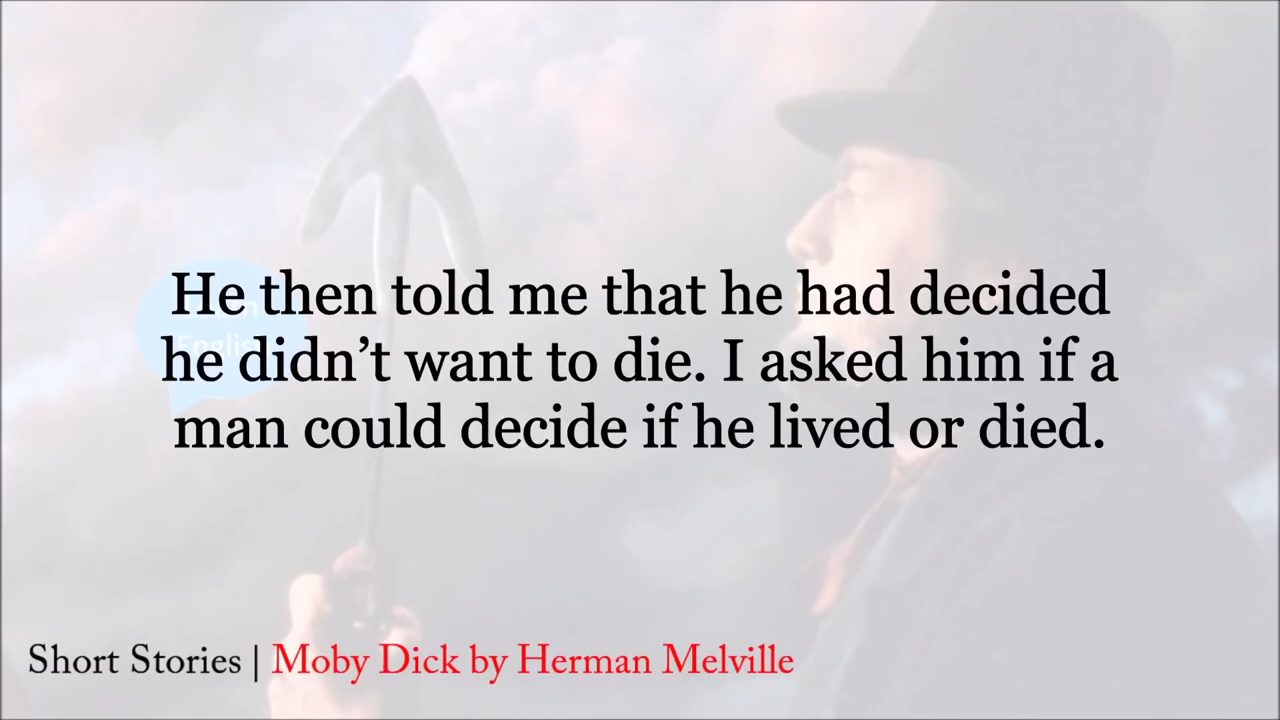 He then told me that he had decided
he didn’t want to die. I asked him if a
man could decide if he lived or died.
Short Stories | Moby Dick by Herman Melville